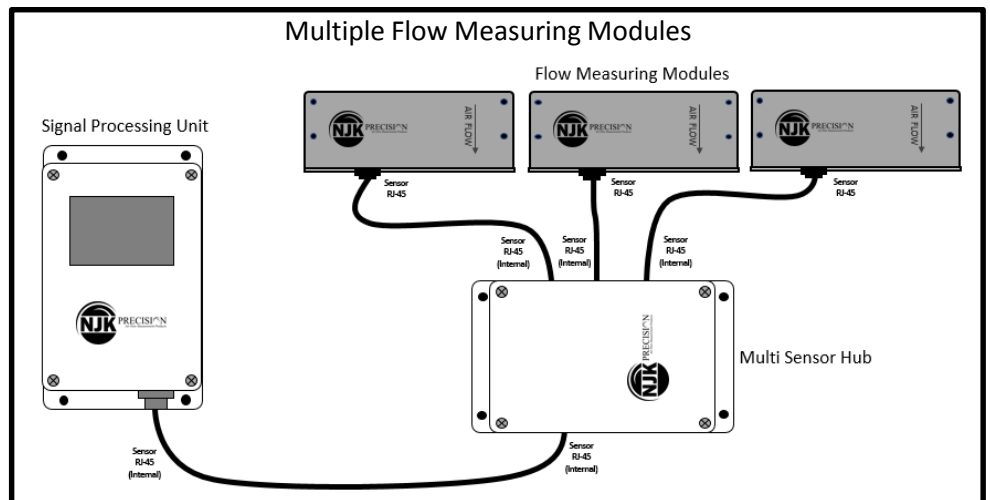 Multiple Flow Measuring Modules
Flow Measuring Modules
Signal Processing Unit
NJK PRECISION
AIR FLOW
NJK PRECISION
AIR FLOW
NJK PRECISION
AIR FLOW
Sensor
RJ-45
Sensor
RJ-45
Sensor
RJ-45
Sensor
RJ-45
(Internal)
Sensor
RJ-45
(Internal)
Sensor
RJ-45
(Internal)
NJK PRECISION
NJK PRECISION
Multi Sensor Hub
Sensor
RJ-45
(Internal)
Sensor
RJ-45
(Internal)